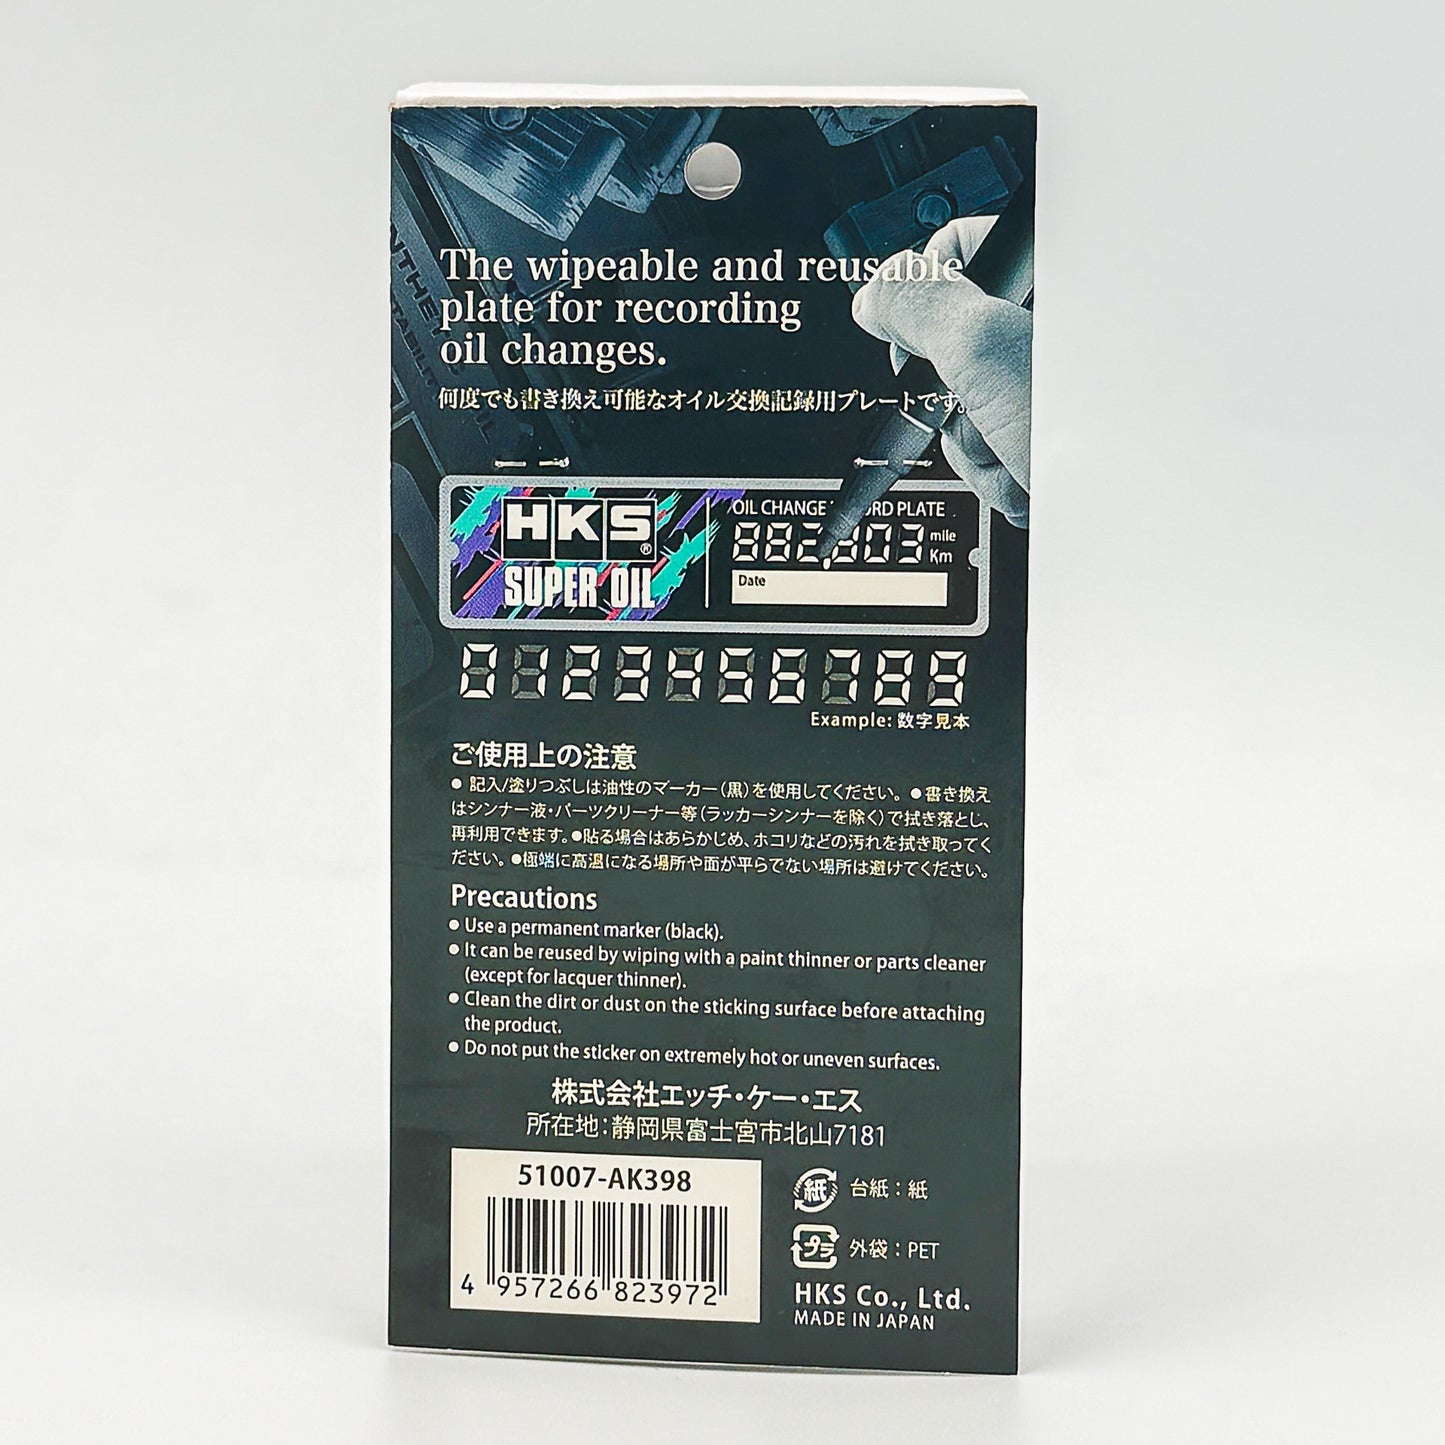 The wipeable and reusable
plate for recording
oil changes.
何度でも書き換え可能なオイル交換記録用プレートです。
HKS®
SUPER OIL
OIL CHANGE
PLATE
mile
Km
Date
0 1 2 3 4 5 6 7 8 9
Example: 数字見本
ご使用上の注意
● 記入/塗りつぶしは油性のマーカー(黒)を使用してください。 ●書き換え
はシンナー液・パーツクリーナー等(ラッカーシンナーを除く)で拭き落とし、
再利用できます。●貼る場合はあらかじめ、ホコリなどの汚れを拭き取ってく
ださい。●極端に高温になる場所や面が平らでない場所は避けてください。
Precautions
● Use a permanent marker (black).
● It can be reused by wiping with a paint thinner or parts cleaner
(except for lacquer thinner).
● Clean the dirt or dust on the sticking surface before attaching
the product.
● Do not put the sticker on extremely hot or uneven surfaces.
株式会社エッチ・ケー・エス
所在地:静岡県富士宮市北山7181
51007-AK398
4 957266 823972
紙 台紙:紙
プラ 外袋:PET
HKS Co., Ltd.
MADE IN JAPAN